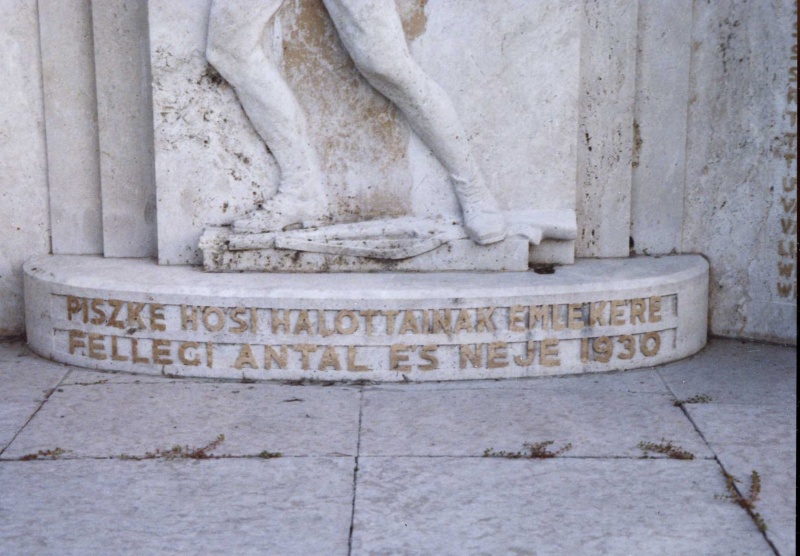 PISZKE HŐSI HALOTTAINAK EMLÉKÉRE
FELLEGI ANTAL ÉS NEJE 1930